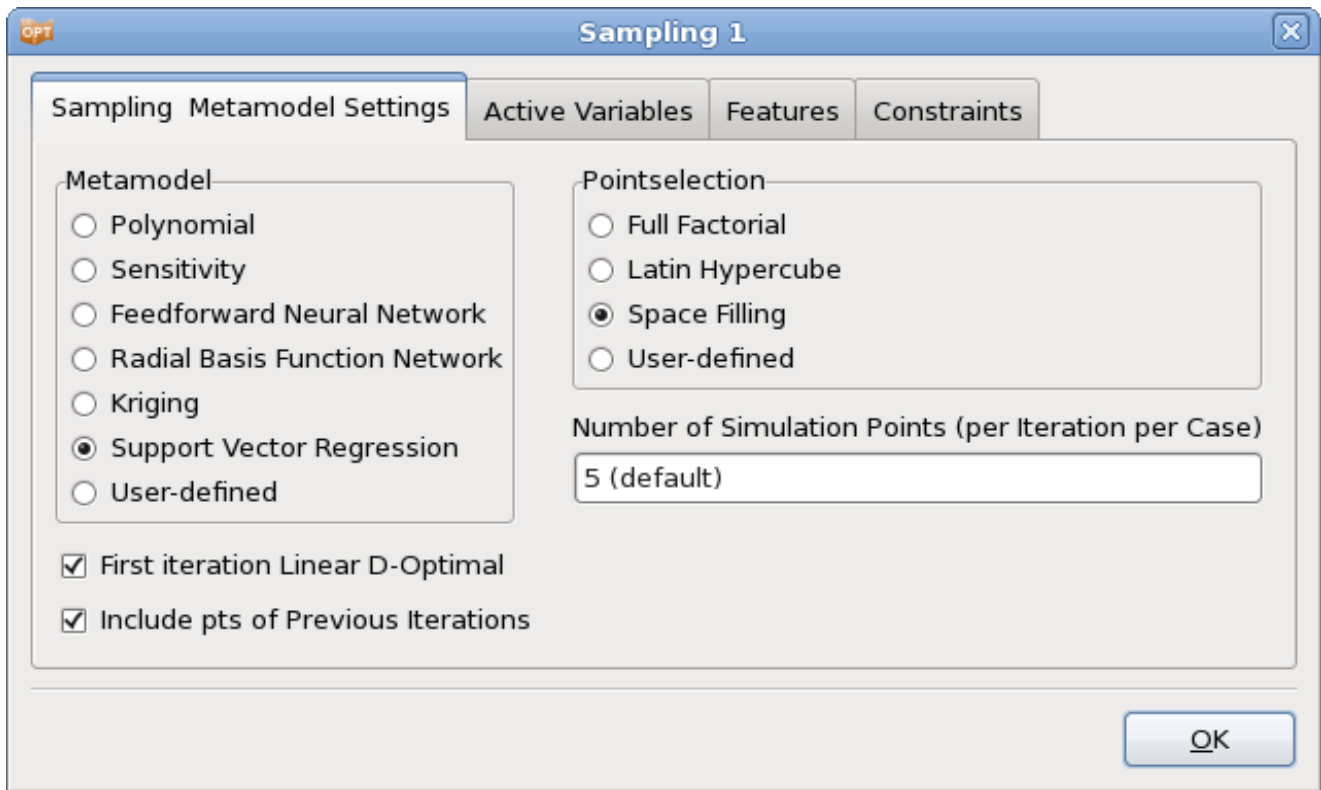 OPT
Sampling 1
Sampling  Metamodel Settings
Active Variables
Features
Constraints
Metamodel
Polynomial
Sensitivity
Feedforward Neural Network
Radial Basis Function Network
Kriging
Support Vector Regression
User-defined
First iteration Linear D-Optimal
Include pts of Previous Iterations
Pointselection
Full Factorial
Latin Hypercube
Space Filling
User-defined
Number of Simulation Points (per Iteration per Case)
5 (default)
OK